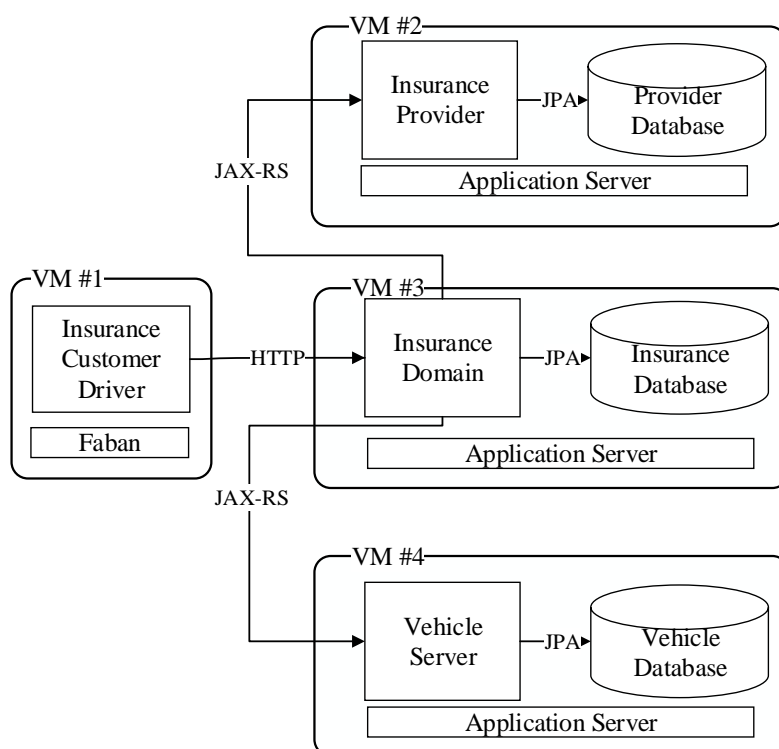 VM #2
Insurance
Provider
JPA
Provider
Database
Application Server
JAX-RS
VM #1
Insurance
Customer
Driver
Faban
HTTP
VM #3
Insurance
Domain
JPA
Insurance
Database
Application Server
JAX-RS
VM #4
Vehicle
Server
JPA
Vehicle
Database
Application Server